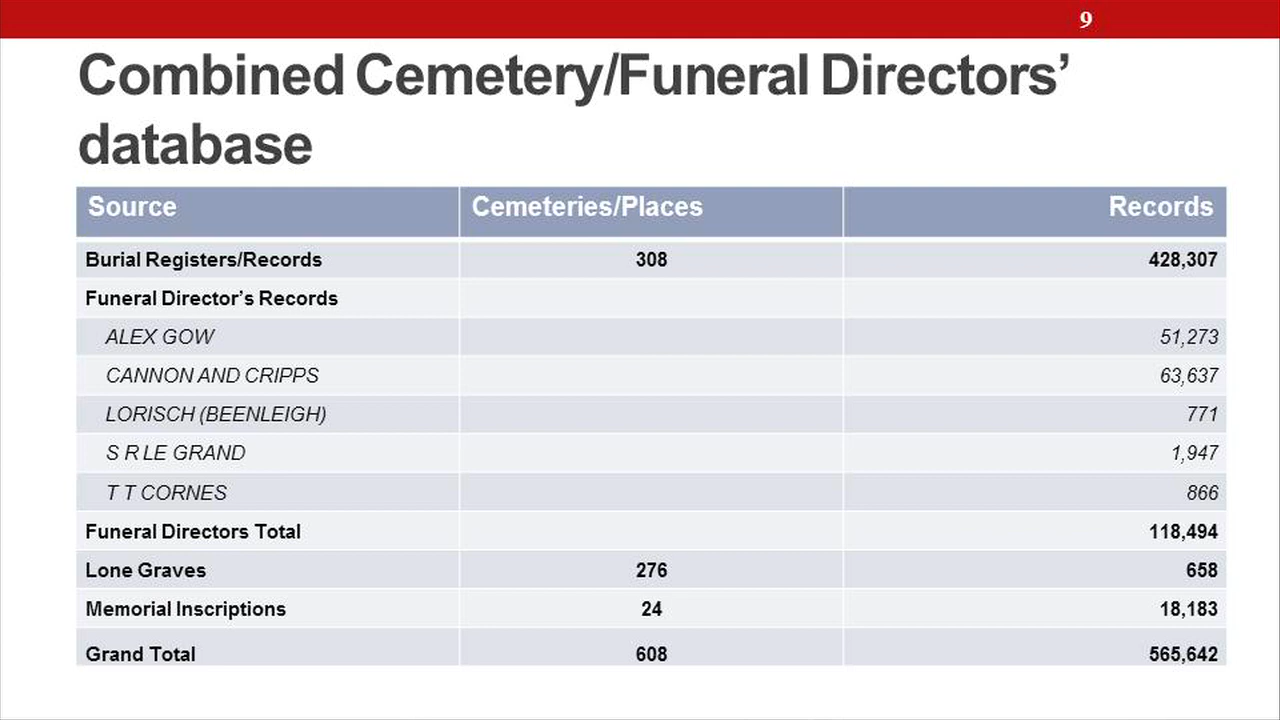 9
Combined Cemetery/Funeral Directors’
database
Source Cemeteries/Places Records
Burial Registers/Records 308 428,307
Funeral Director’s Records
ALEX GOW 51,273
CANNON AND CRIPPS 63,637
LORISCH (BEENLEIGH) 771
S R LE GRAND 1,947
T T CORNES 866
Funeral Directors Total 118,494
Lone Graves 276 658
Memorial Inscriptions 24 18,183
Grand Total 608 565,642